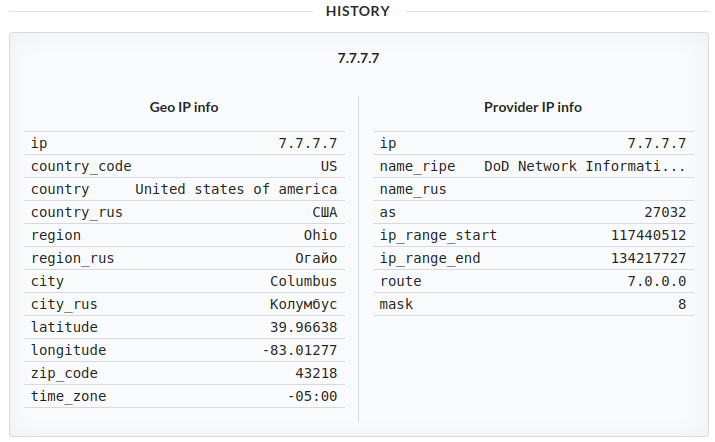 HISTORY
7.7.7.7
Geo IP info
ip 7.7.7.7
country_code US
country United states of america
country_rus США
region Ohio
region_rus Огайо
city Columbus
city_rus Колумбус
latitude 39.96638
longitude -83.01277
zip_code 43218
time_zone -05:00
Provider IP info
ip 7.7.7.7
name_ripe DoD Network Informati...
name_rus
as 27032
ip_range_start 117440512
ip_range_end 134217727
route 7.0.0.0
mask 8